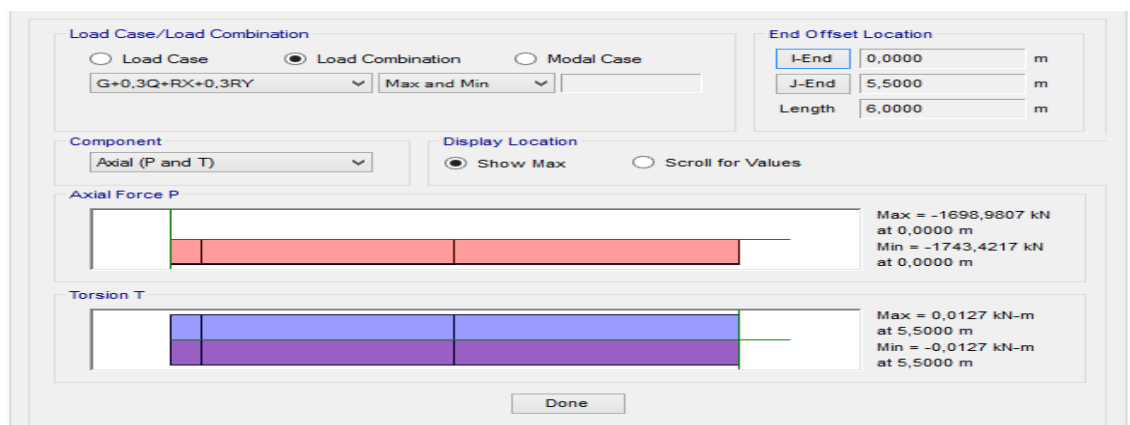 Load Case/Load Combination
Load Case Load Combination Modal Case
G+0,3Q+RX+0,3RY Max and Min
End Offset Location
I-End 0,0000 m
J-End 5,5000 m
Length 6,0000 m
Component
Axial (P and T)
Display Location
Show Max Scroll for Values
Axial Force P
Max = -1698,9807 kN
at 0,0000 m
Min = -1743,4217 kN
at 0,0000 m
Torsion T
Max = 0,0127 kN-m
at 5,5000 m
Min = -0,0127 kN-m
at 5,5000 m
Done